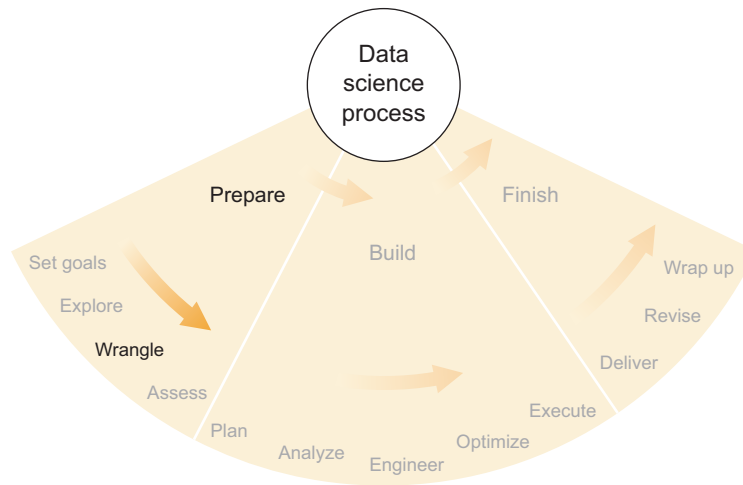 Data
science
process
Prepare
Finish
Build
Set goals
Explore
Wrangle
Assess
Plan
Analyze
Engineer
Optimize
Execute
Deliver
Revise
Wrap up